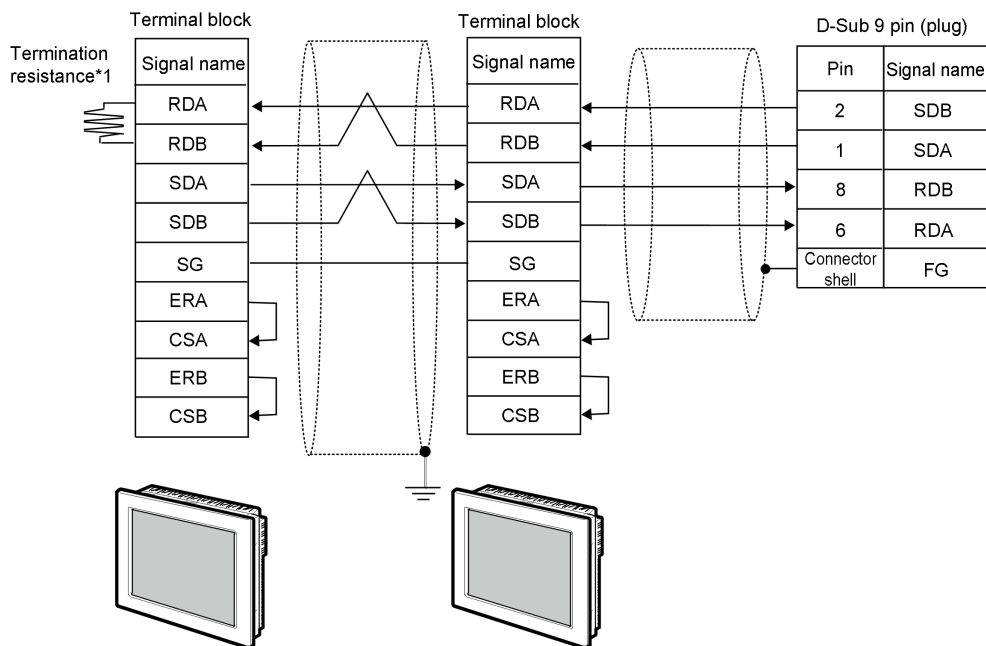 Termination
resistance*1
Terminal block
Signal name
RDA
RDB
SDA
SDB
SG
ERA
CSA
ERB
CSB
Terminal block
Signal name
RDA
RDB
SDA
SDB
SG
ERA
CSA
ERB
CSB
D-Sub 9 pin (plug)
Pin Signal name
2 SDB
1 SDA
8 RDB
6 RDA
Connector
shell FG